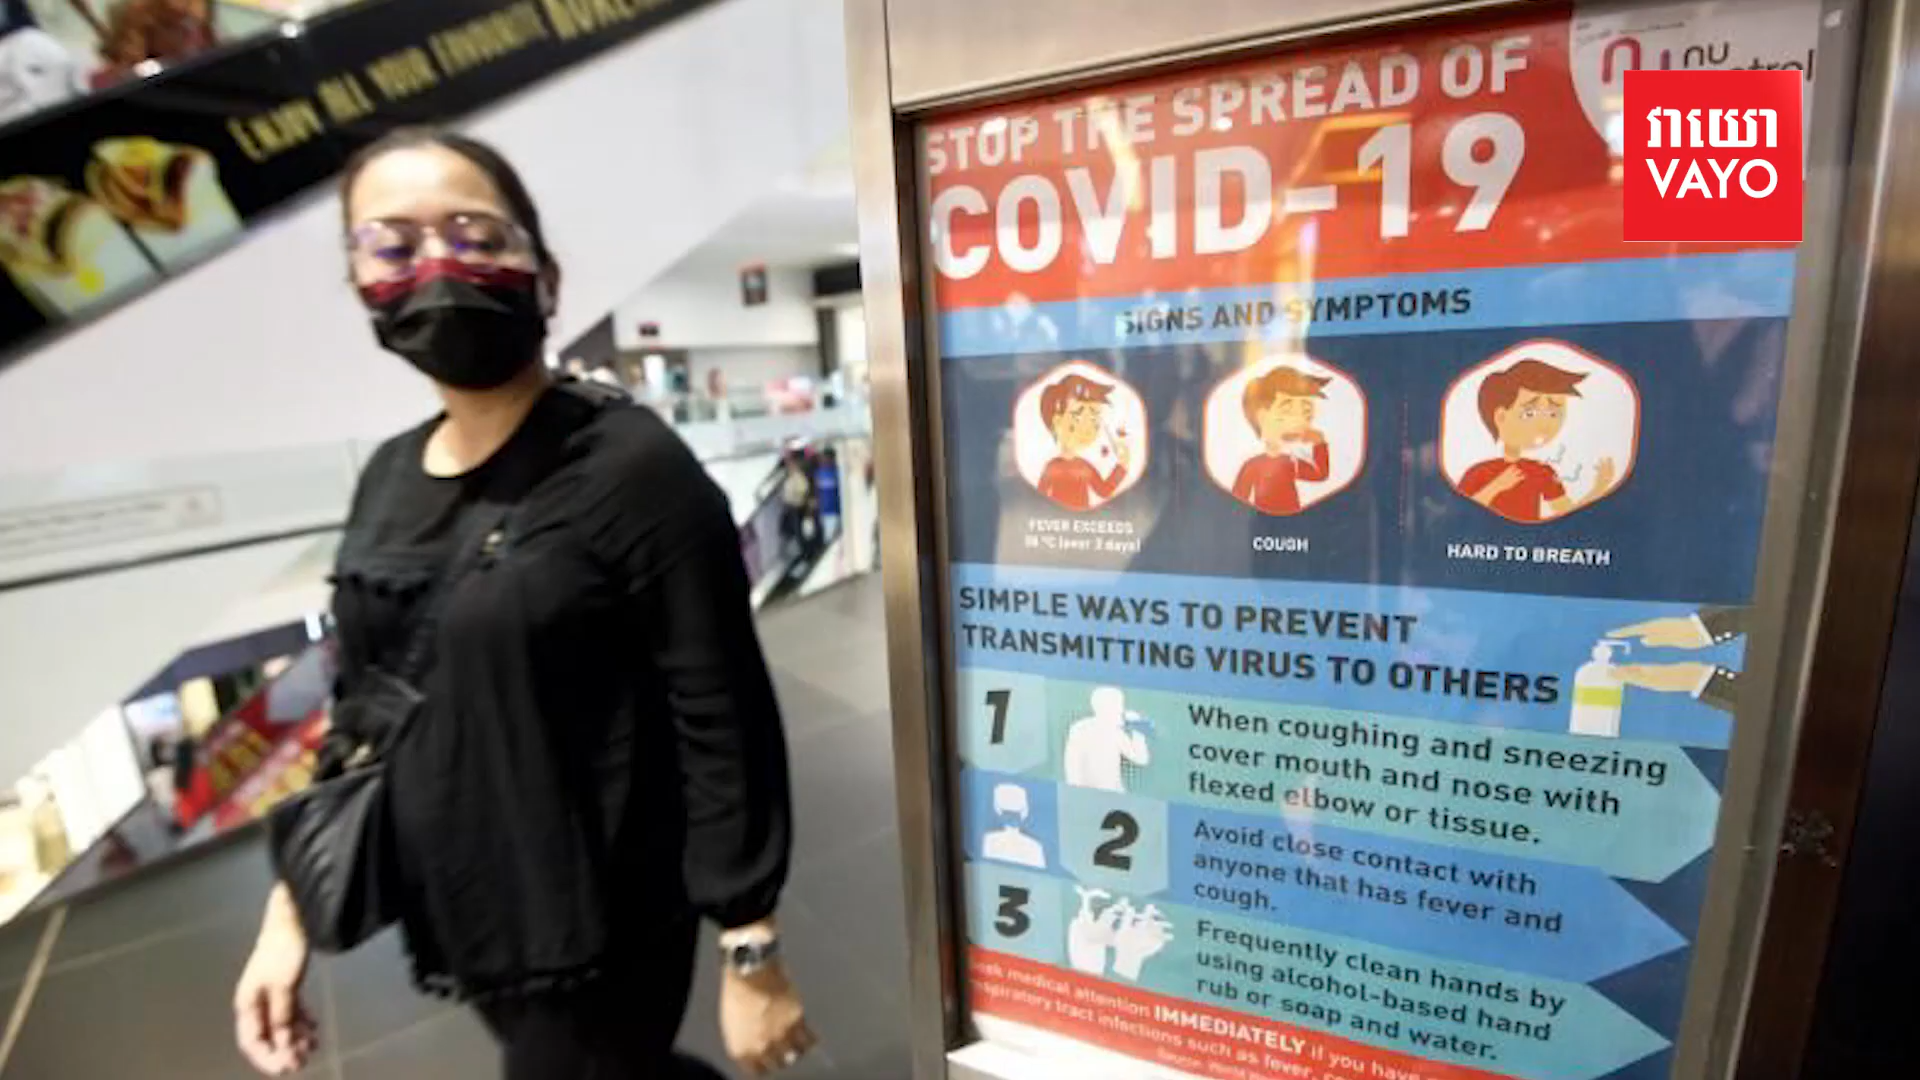 ENJOY ALL YOUR FAVOURITE
nu
វាយោ
VAYO
STOP THE SPREAD OF
COVID-19
SIGNS AND SYMPTOMS
FEVER EXCEEDS
COUGH
HARD TO BREATH
SIMPLE WAYS TO PREVENT
TRANSMITTING VIRUS TO OTHERS
1
When coughing and sneezing
cover mouth and nose with
flexed elbow or tissue.
2
Avoid close contact with
anyone that has fever and
cough.
3
Frequently clean hands by
using alcohol-based hand
rub or soap and water.
medical attention IMMEDIATELY if you have
tract infections such as fever,